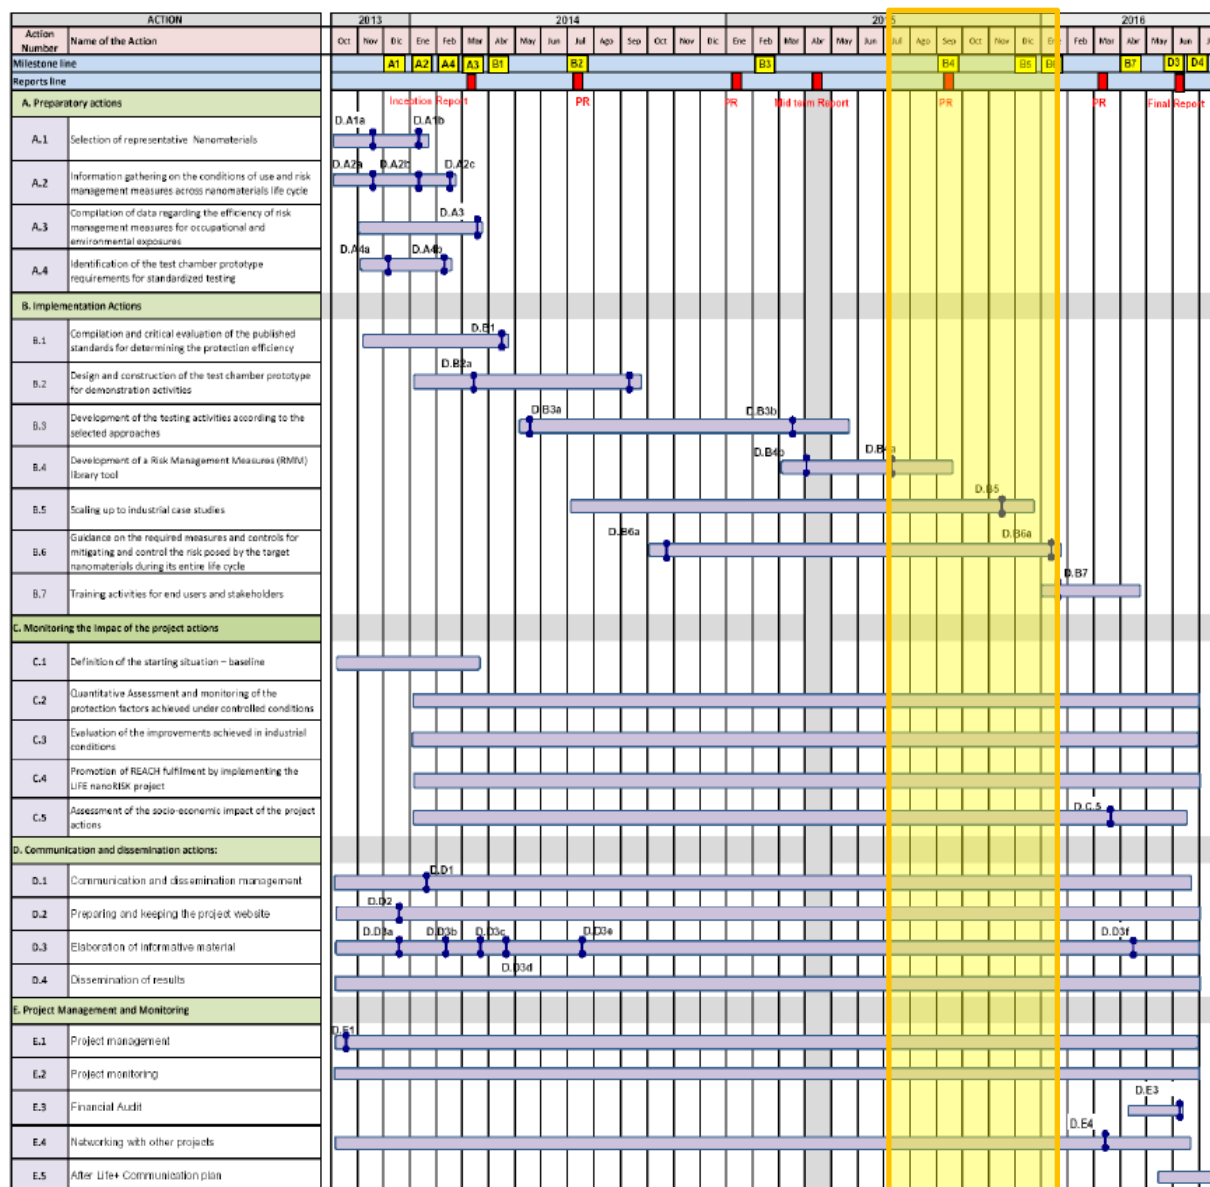 ACTION 2013 2014 2015 2016
Action Number Name of the Action Oct Nov Dic Ene Feb Mar Abr May Jun Jul Ago Sep Oct Nov Dic Ene Feb Mar Abr May Jun Jul Ago Sep Oct Nov Dic Ene Feb Mar Abr May Jun Jul
Milestone line A1 A2 A4 A3 B1 B2 B3 B4 B5 B6 B7 D3 D4
Reports line
A. Preparatory actions Inception Report PR PR Mid term Report PR PR Final Report
D.A1a D.A1b
A.1 Selection of representative Nanomaterials
D.A2a D.A2b D.A2c
A.2 Information gathering on the conditions of use and risk
management measures across nanomaterials life cycle
A.3 Compilation of data regarding the efficiency of risk D.A3
management measures for occupational and
environmental exposures
D.A4a D.A4b
A.4 Identification of the test chamber prototype
requirements for standardized testing
B. Implementation Actions
B.1 Compilation and critical evaluation of the published D.B1
standards for determining the protection efficiency
D.B2a
B.2 Design and construction of the test chamber prototype
for demonstration activities
D.B3a D.B3b
B.3 Development of the testing activities according to the
selected approaches
D.B4b D.B4a
B.4 Development of a Risk Management Measures (RMM)
library tool
D.B5
B.5 Scaling up to industrial case studies
D.B6a D.B6a
B.6 Guidance on the required measures and controls for
mitigating and control the risk posed by the target
nanomaterials during its entire life cycle
D.B7
B.7 Training activities for end users and stakeholders
C. Monitoring the Impac of the project actions
C.1 Definition of the starting situation – baseline
C.2 Quantitative Assessment and monitoring of the
protection factors achieved under controlled conditions
C.3 Evaluation of the improvements achieved in industrial
conditions
C.4 Promotion of REACH fulfilment by implementing the
LIFE nanoRISK project
C.5 Assessment of the socio-economic impact of the project D.C.5
actions
D. Communication and dissemination actions:
D.D1
D.1 Communication and dissemination management
D.D2
D.2 Preparing and keeping the project website
D.D3a D.D3b D.D3c D.D3e D.D3f
D.3 Elaboration of informative material
D.D3d
D.4 Dissemination of results
E. Project Management and Monitoring
D.E1
E.1 Project management
E.2 Project monitoring
D.E3
E.3 Financial Audit
D.E4
E.4 Networking with other projects
E.5 After Life+ Communication plan